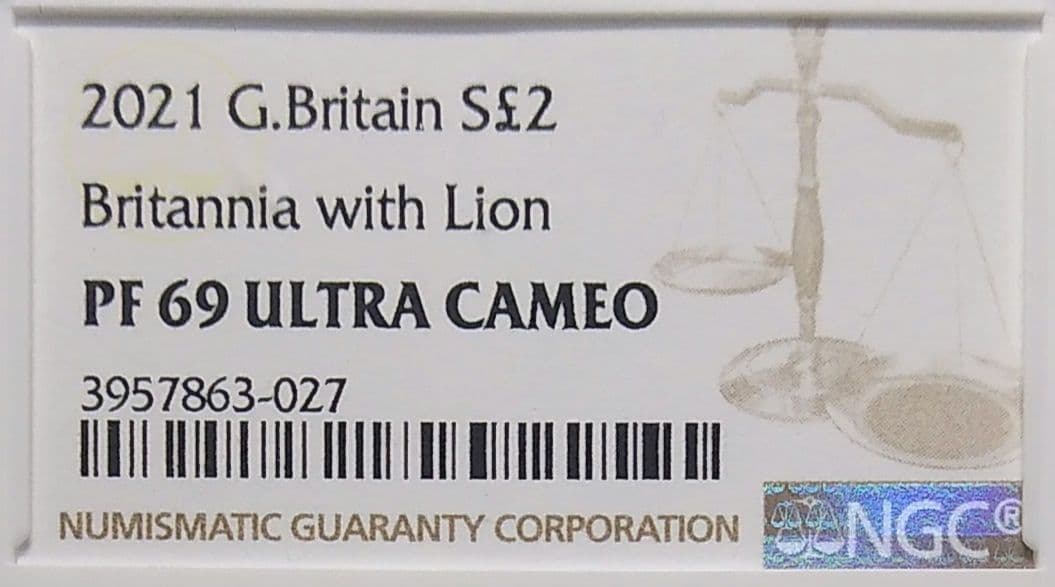 2021 G.Britain S£2
Britannia with Lion
PF 69 ULTRA CAMEO
3957863-027
NUMISMATIC GUARANTY CORPORATION
NGC®